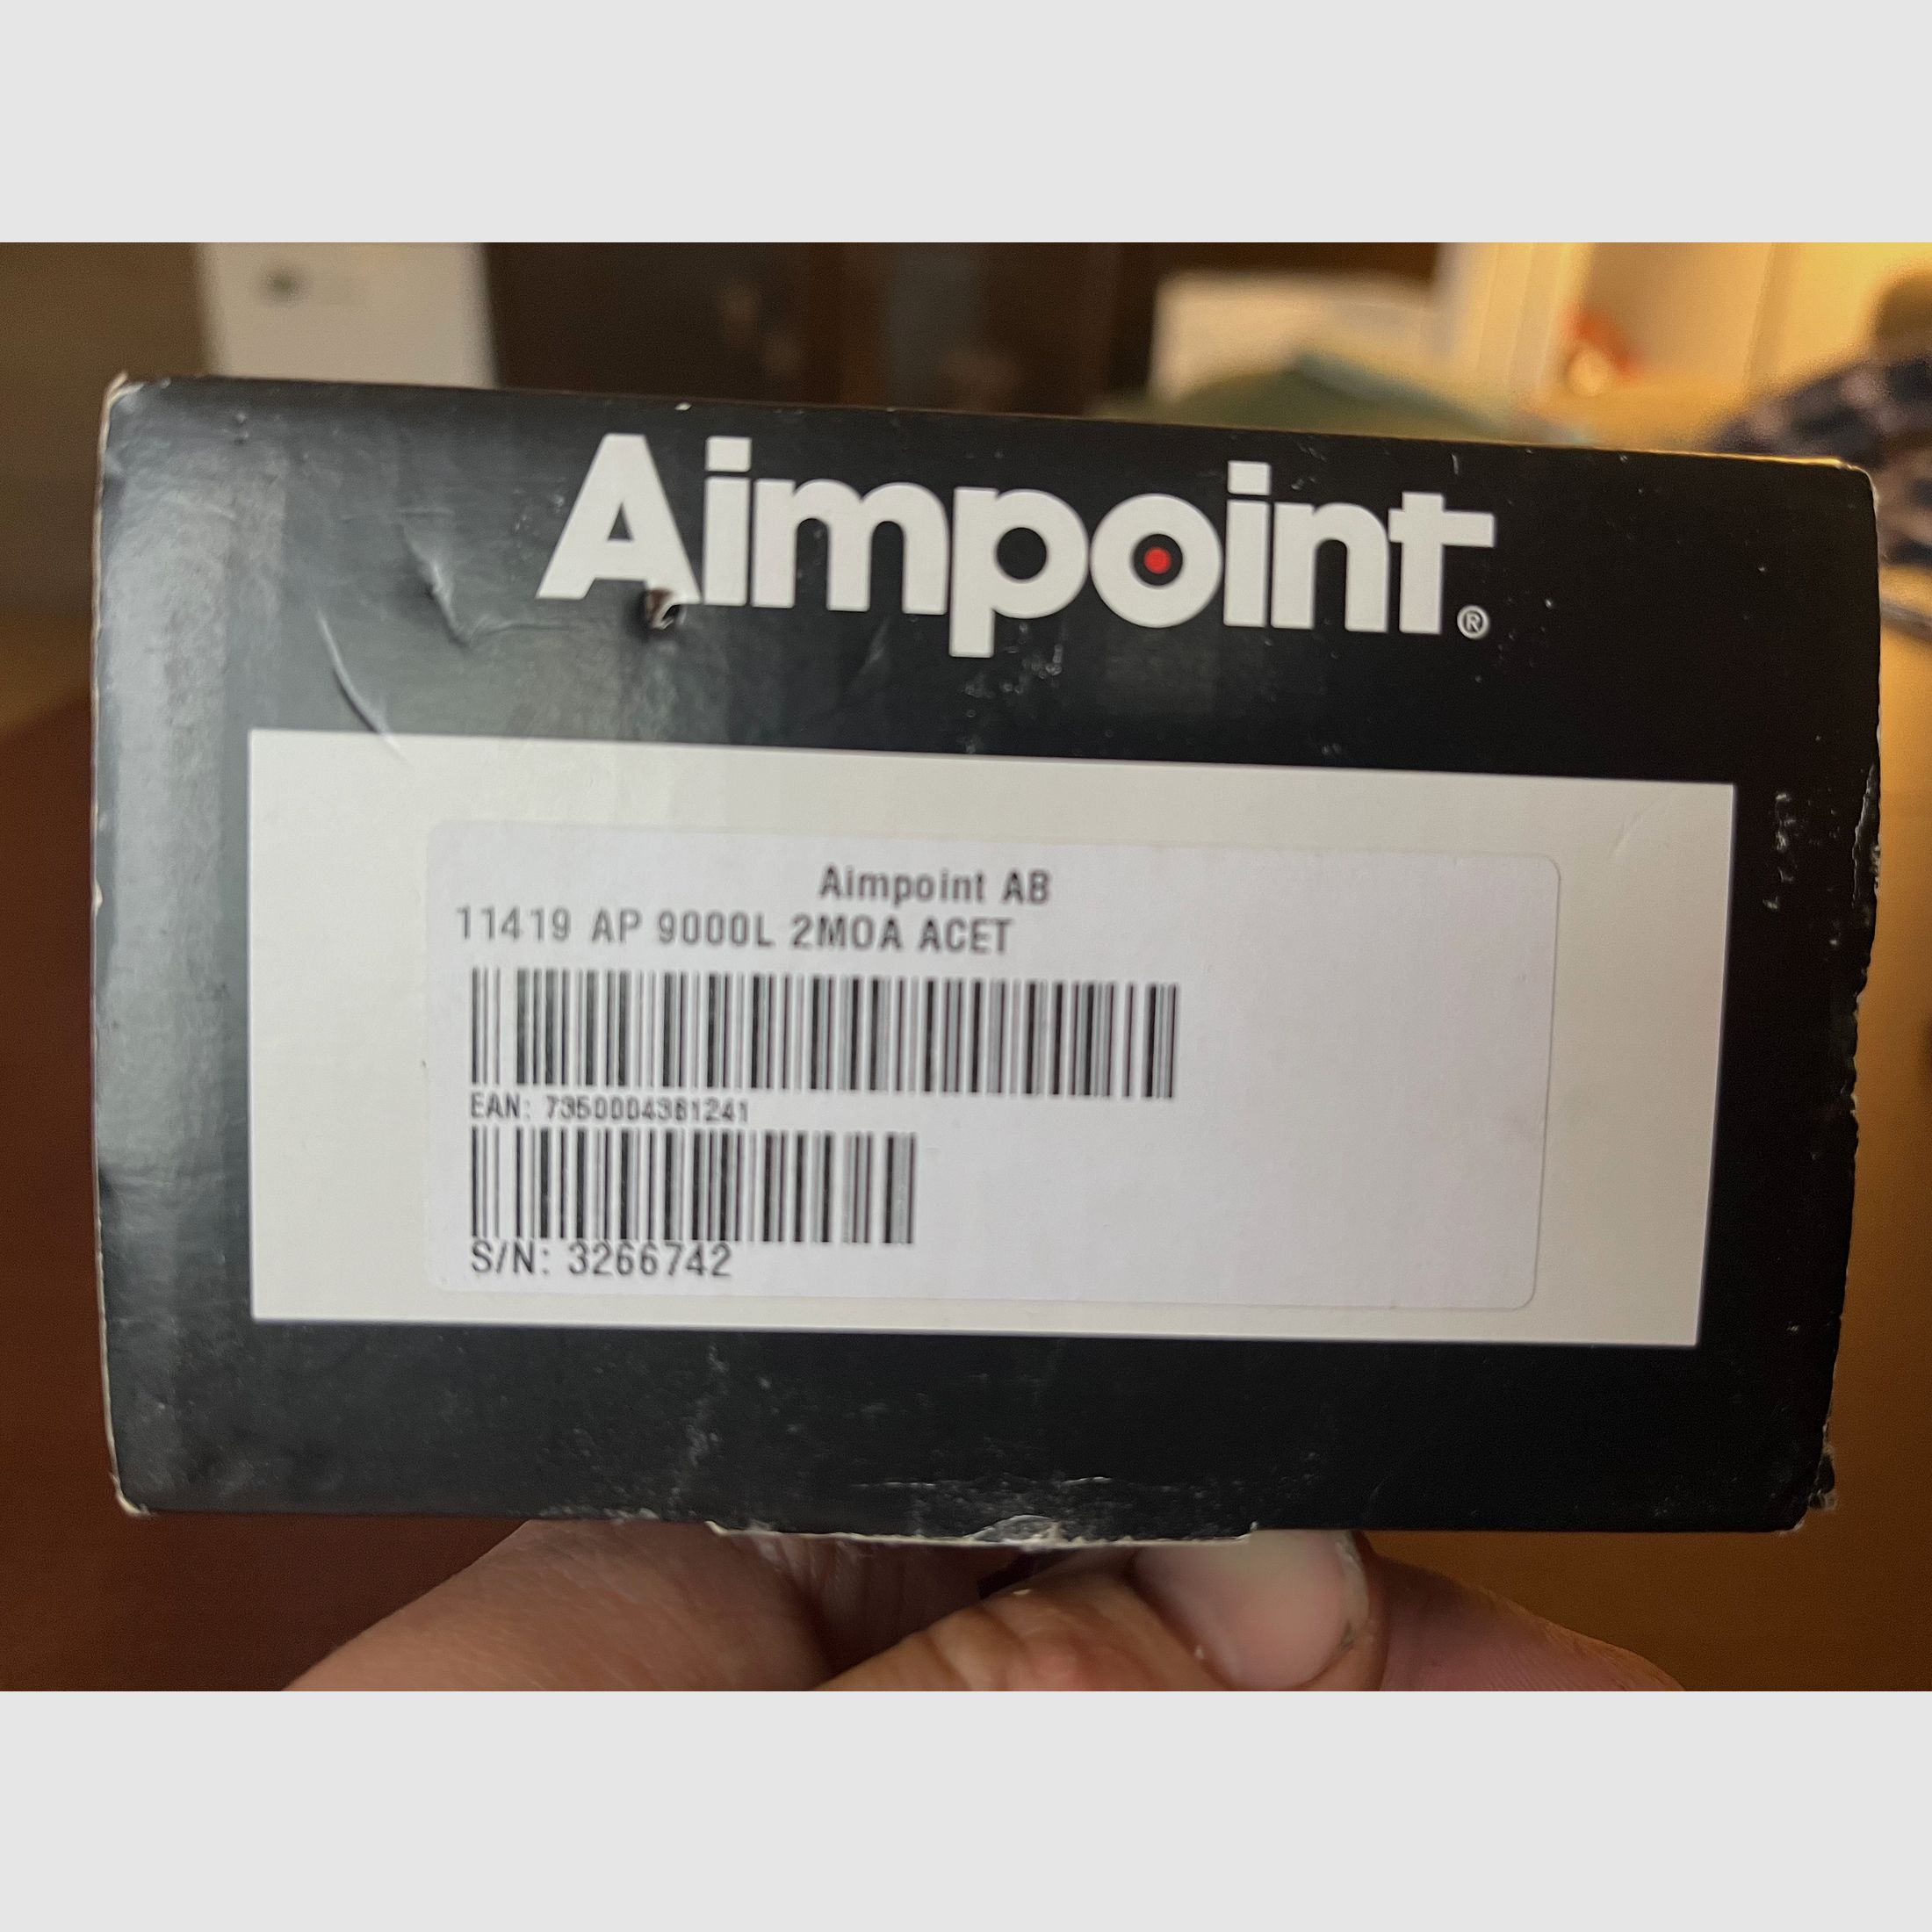 Aimpoint®
Aimpoint AB
11419 AP 9000L 2MOA ACET
EAN: 7350004381241
S/N: 3266742